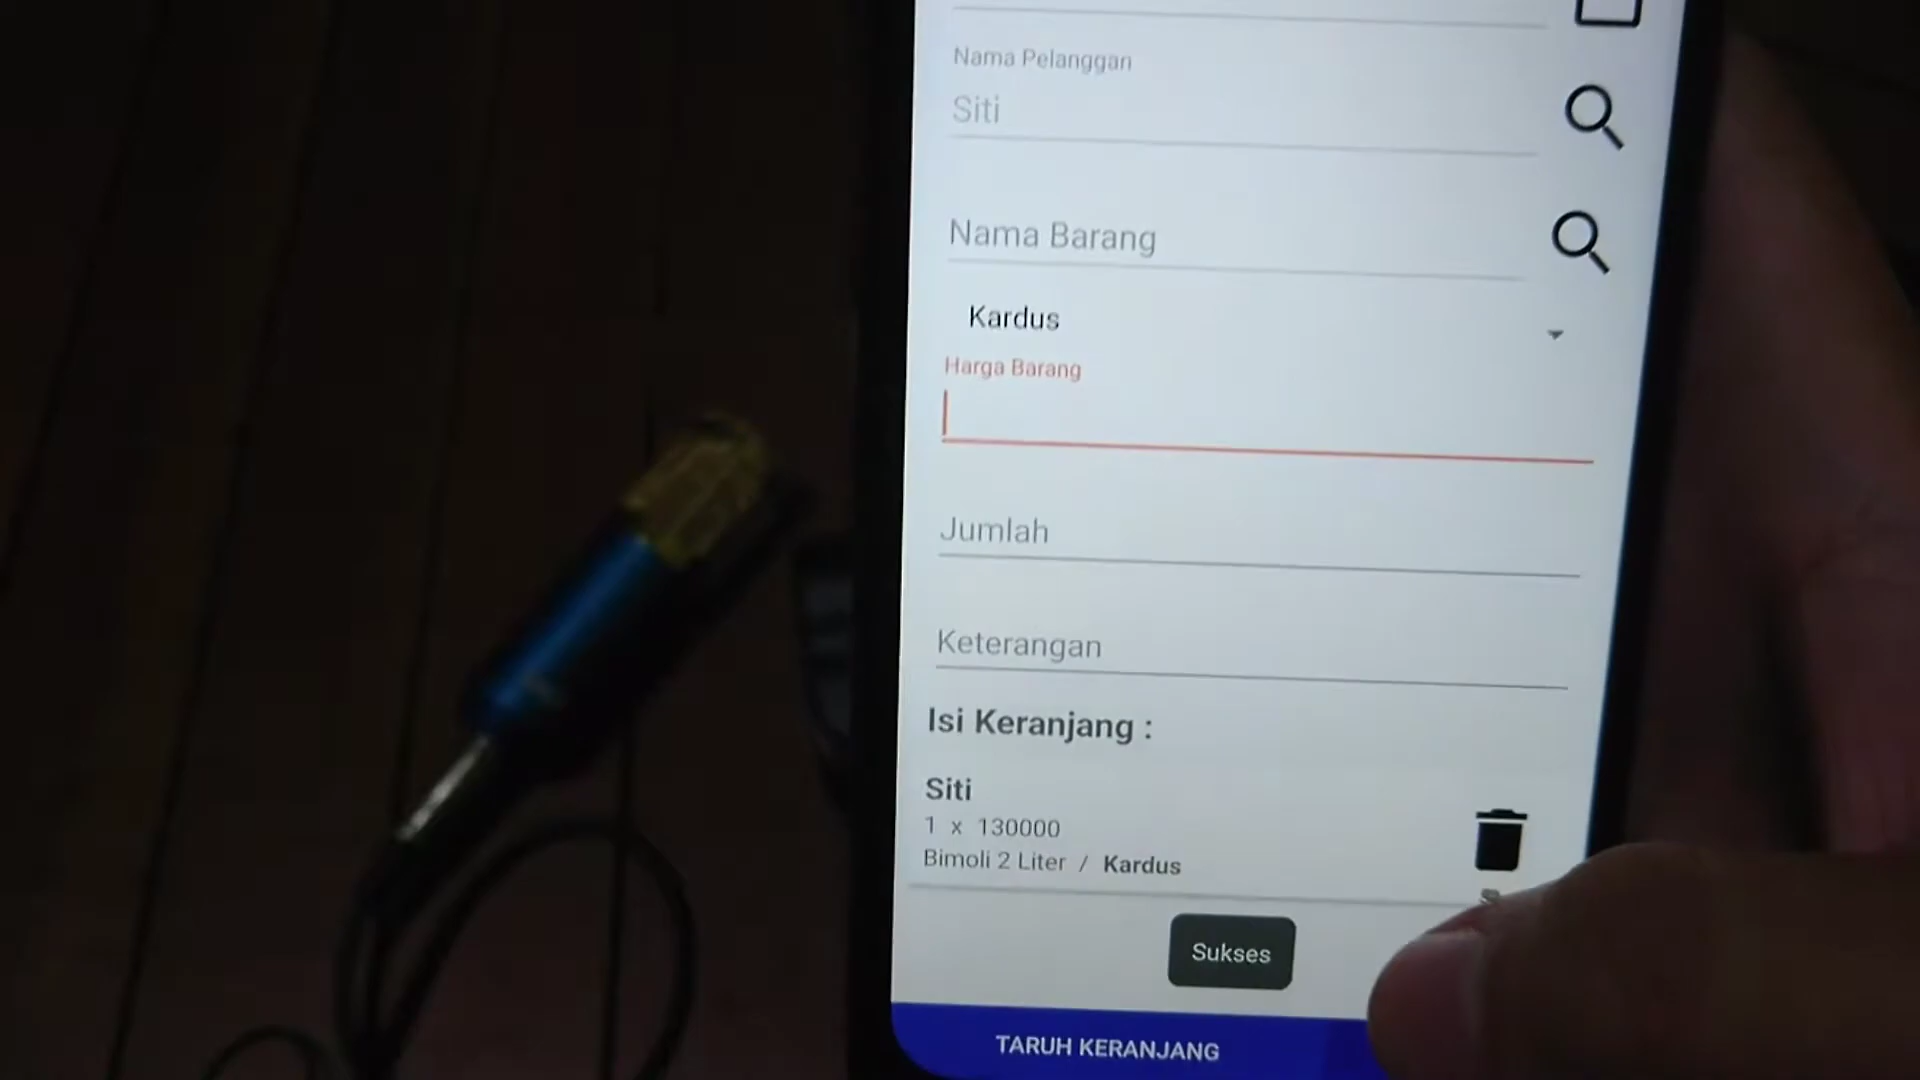 Nama Pelanggan
Siti
Nama Barang
Kardus
Harga Barang
Jumlah
Keterangan
Isi Keranjang :
Siti
1 x 130000
Bimoli 2 Liter / Kardus
Sukses
TARUH KERANJANG